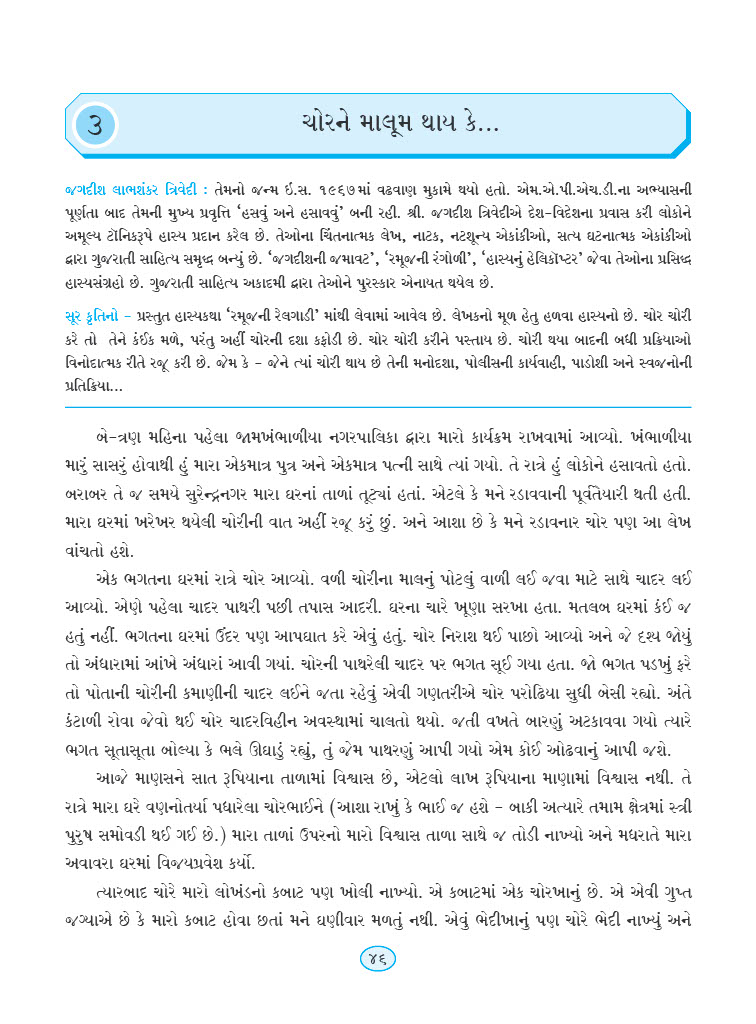 ૩
ચોરને માલૂમ થાય કે...
જગદીશ લાભશંકર ત્રિવેદી : તેમનો જન્મ ઇ.સ. ૧૯૬૭માં વઢવાણ મુકામે થયો હતો. એમ.એ.પી.એચ.ડી.ના અભ્યાસની
પૂર્ણતા બાદ તેમની મુખ્ય પ્રવૃત્તિ ‘હસવું અને હસાવવું’ બની રહી. શ્રી. જગદીશ ત્રિવેદીએ દેશ-વિદેશના પ્રવાસ કરી લોકોને
અમૂલ્ય ટૉનિકરૂપે હાસ્ય પ્રદાન કરેલ છે. તેઓના ચિંતનાત્મક લેખ, નાટક, નટશૂન્ય એકાંકીઓ, સત્ય ઘટનાત્મક એકાંકીઓ
દ્વારા ગુજરાતી સાહિત્ય સમૃદ્ધ બન્યું છે. ‘જગદીશની જમાવટ’, ‘રમૂજની રંગોળી’, ‘હાસ્યનું હેલિકૉપ્ટર’ જેવા તેઓના પ્રસિદ્ધ
હાસ્યસંગ્રહો છે. ગુજરાતી સાહિત્ય અકાદમી દ્વારા તેઓને પુરસ્કાર એનાયત થયેલ છે.
સૂર કૃતિનો - પ્રસ્તુત હાસ્યકથા ‘રમૂજની રેલગાડી’ માંથી લેવામાં આવેલ છે. લેખકનો મૂળ હેતુ હળવા હાસ્યનો છે. ચોર ચોરી
કરે તો તેને કંઈક મળે, પરંતુ અહીં ચોરની દશા કફોડી છે. ચોર ચોરી કરીને પસ્તાય છે. ચોરી થયા બાદની બધી પ્રક્રિયાઓ
વિનોદાત્મક રીતે રજૂ કરી છે. જેમ કે - જેને ત્યાં ચોરી થાય છે તેની મનોદશા, પોલીસની કાર્યવાહી, પાડોશી અને સ્વજનોની
પ્રતિક્રિયા...
બે-ત્રણ મહિના પહેલા જામખંભાળીયા નગરપાલિકા દ્વારા મારો કાર્યક્રમ રાખવામાં આવ્યો. ખંભાળીયા
મારું સાસરું હોવાથી હું મારા એકમાત્ર પુત્ર અને એકમાત્ર પત્ની સાથે ત્યાં ગયો. તે રાત્રે હું લોકોને હસાવતો હતો.
બરાબર તે જ સમયે સુરેન્દ્રનગર મારા ઘરનાં તાળાં તૂટ્યાં હતાં. એટલે કે મને રડાવવાની પૂર્વતૈયારી થતી હતી.
મારા ઘરમાં ખરેખર થયેલી ચોરીની વાત અહીં રજૂ કરું છું. અને આશા છે કે મને રડાવનાર ચોર પણ આ લેખ
વાંચતો હશે.
એક ભગતના ઘરમાં રાત્રે ચોર આવ્યો. વળી ચોરીના માલનું પોટલું વાળી લઈ જવા માટે સાથે ચાદર લઈ
આવ્યો. એણે પહેલા ચાદર પાથરી પછી તપાસ આદરી. ઘરના ચારે ખૂણા સરખા હતા. મતલબ ઘરમાં કંઈ જ
હતું નહીં. ભગતના ઘરમાં ઉંદર પણ આપઘાત કરે એવું હતું. ચોર નિરાશ થઈ પાછો આવ્યો અને જે દૃશ્ય જોયું
તો અંધારામાં આંખે અંધારાં આવી ગયાં. ચોરની પાથરેલી ચાદર પર ભગત સૂઈ ગયા હતા. જો ભગત પડખું ફરે
તો પોતાની ચોરીની કમાણીની ચાદર લઈને જતા રહેવું એવી ગણતરીએ ચોર પરોઢિયા સુધી બેસી રહ્યો. અંતે
કંટાળી રોવા જેવો થઈ ચોર ચાદરવિહીન અવસ્થામાં ચાલતો થયો. જતી વખતે બારણું અટકાવવા ગયો ત્યારે
ભગત સૂતાસૂતા બોલ્યા કે ભલે ઊઘાડું રહ્યું, તું જેમ પાથરણું આપી ગયો એમ કોઈ ઓઢવાનું આપી જશે.
આજે માણસને સાત રૂપિયાના તાળામાં વિશ્વાસ છે, એટલો લાખ રૂપિયાના માણામાં વિશ્વાસ નથી. તે
રાત્રે મારા ઘરે વણનોતર્યા પધારેલા ચોરભાઈને (આશા રાખું કે ભાઈ જ હશે - બાકી અત્યારે તમામ ક્ષેત્રમાં સ્ત્રી
પુરુષ સમોવડી થઈ ગઈ છે.) મારા તાળાં ઉપરનો મારો વિશ્વાસ તાળા સાથે જ તોડી નાખ્યો અને મધરાતે મારા
અવાવરા ઘરમાં વિજયપ્રવેશ કર્યો.
ત્યારબાદ ચોરે મારો લોખંડનો કબાટ પણ ખોલી નાખ્યો. એ કબાટમાં એક ચોરખાનું છે. એ એવી ગુપ્ત
જગ્યાએ છે કે મારો કબાટ હોવા છતાં મને ઘણીવાર મળતું નથી. એવું ભેદીખાનું પણ ચોરે ભેદી નાખ્યું અને
૪૬